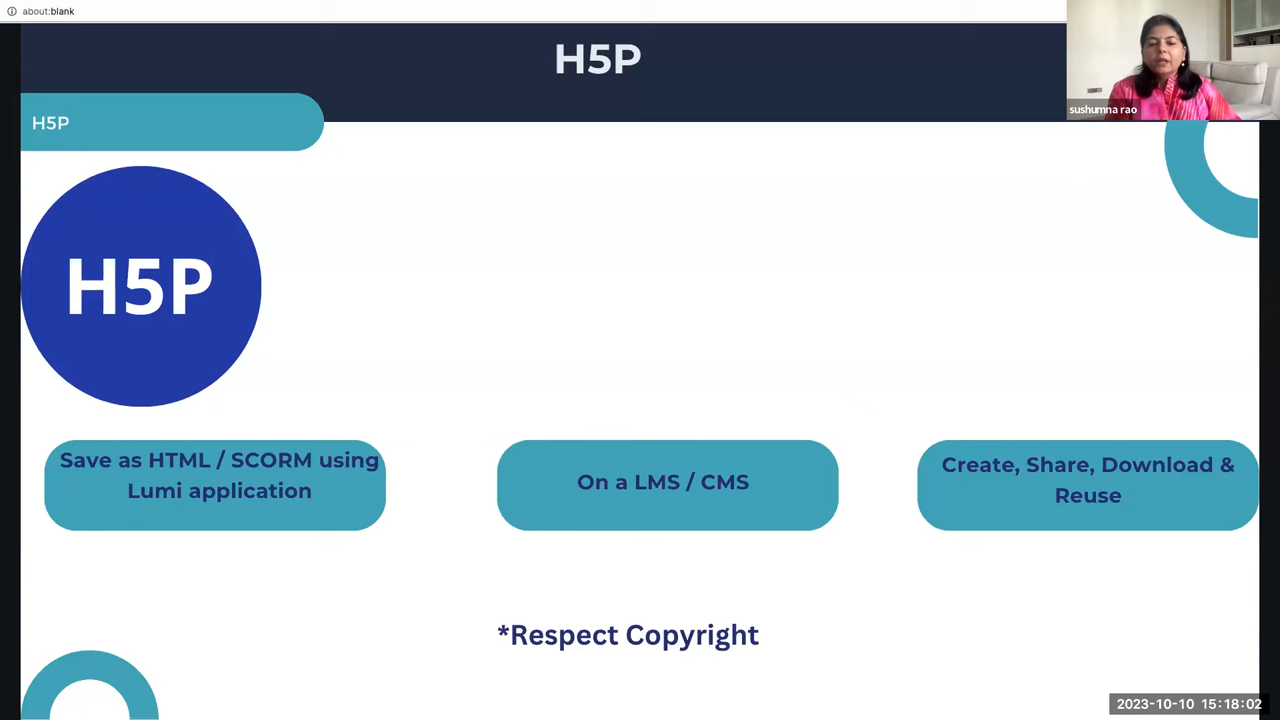 about:blank
H5P
sushumna rao
H5P
H5P
Save as HTML / SCORM using
Lumi application
On a LMS / CMS
Create, Share, Download &
Reuse
*Respect Copyright
2023-10-10 15:18:02